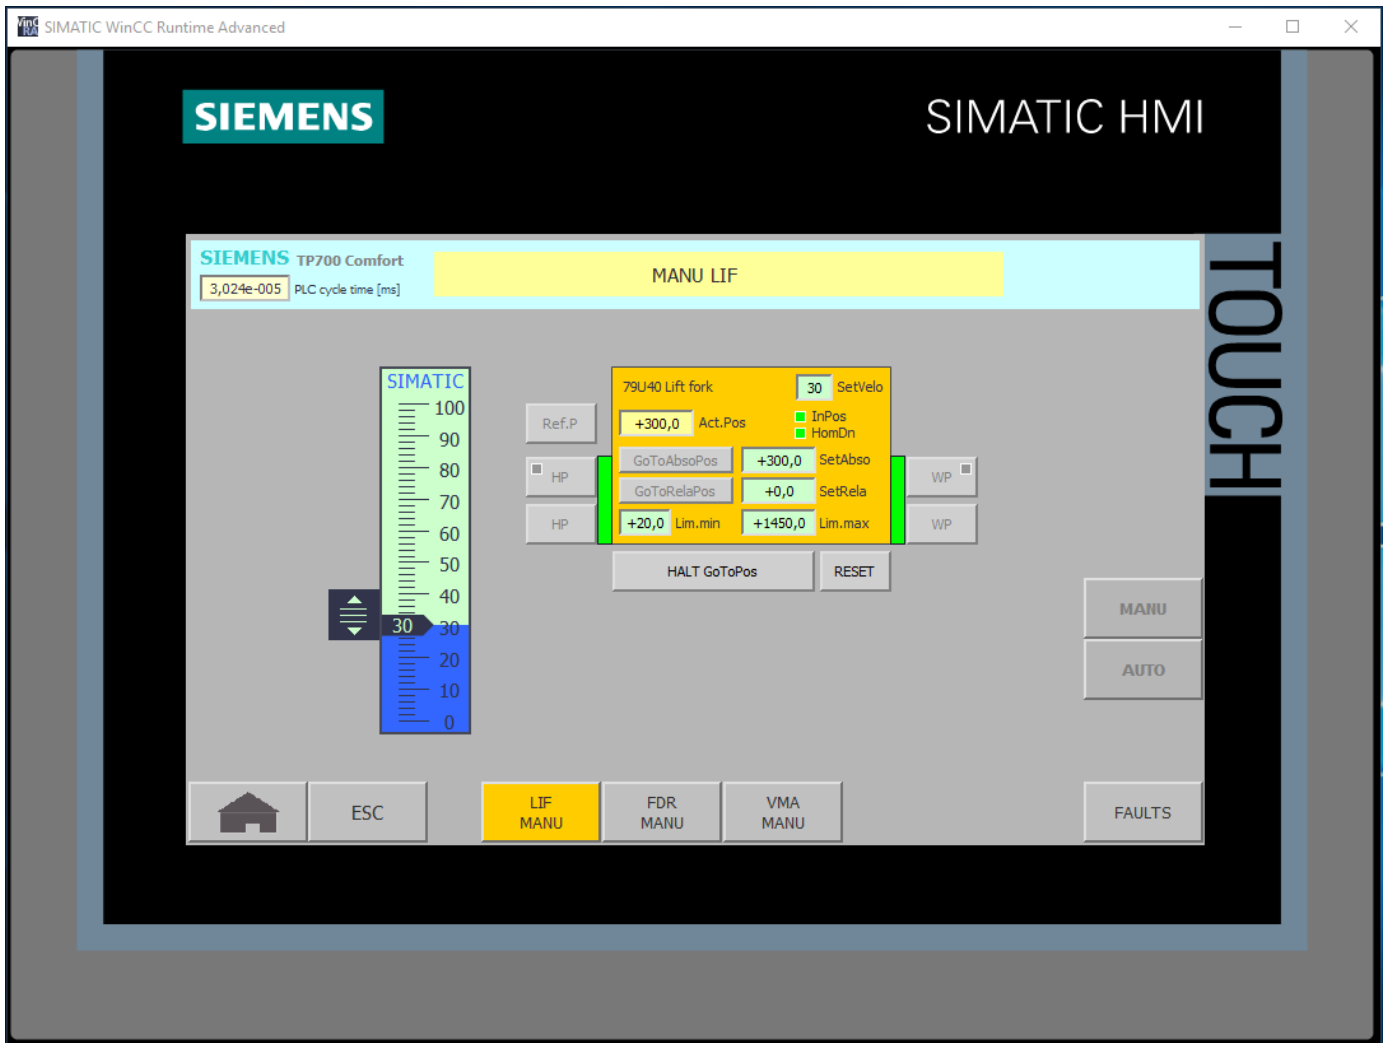 SIMATIC WinCC Runtime Advanced
SIEMENS
SIMATIC HMI
TOUCH
SIEMENS TP700 Comfort
3,024e-005 PLC cycle time [ms]
MANU LIF
SIMATIC
100
90
80
70
60
50
40
30
30
20
10
0
79U40 Lift fork
30 SetVelo
Ref.P
+300,0 Act.Pos
InPos
HomDn
HP
GoToAbsoPos
+300,0 SetAbso
WP
GoToRelaPos
+0,0 SetRela
HP
+20,0 Lim.min
+1450,0 Lim.max
WP
HALT GoToPos
RESET
MANU
AUTO
ESC
LIF
MANU
FDR
MANU
VMA
MANU
FAULTS